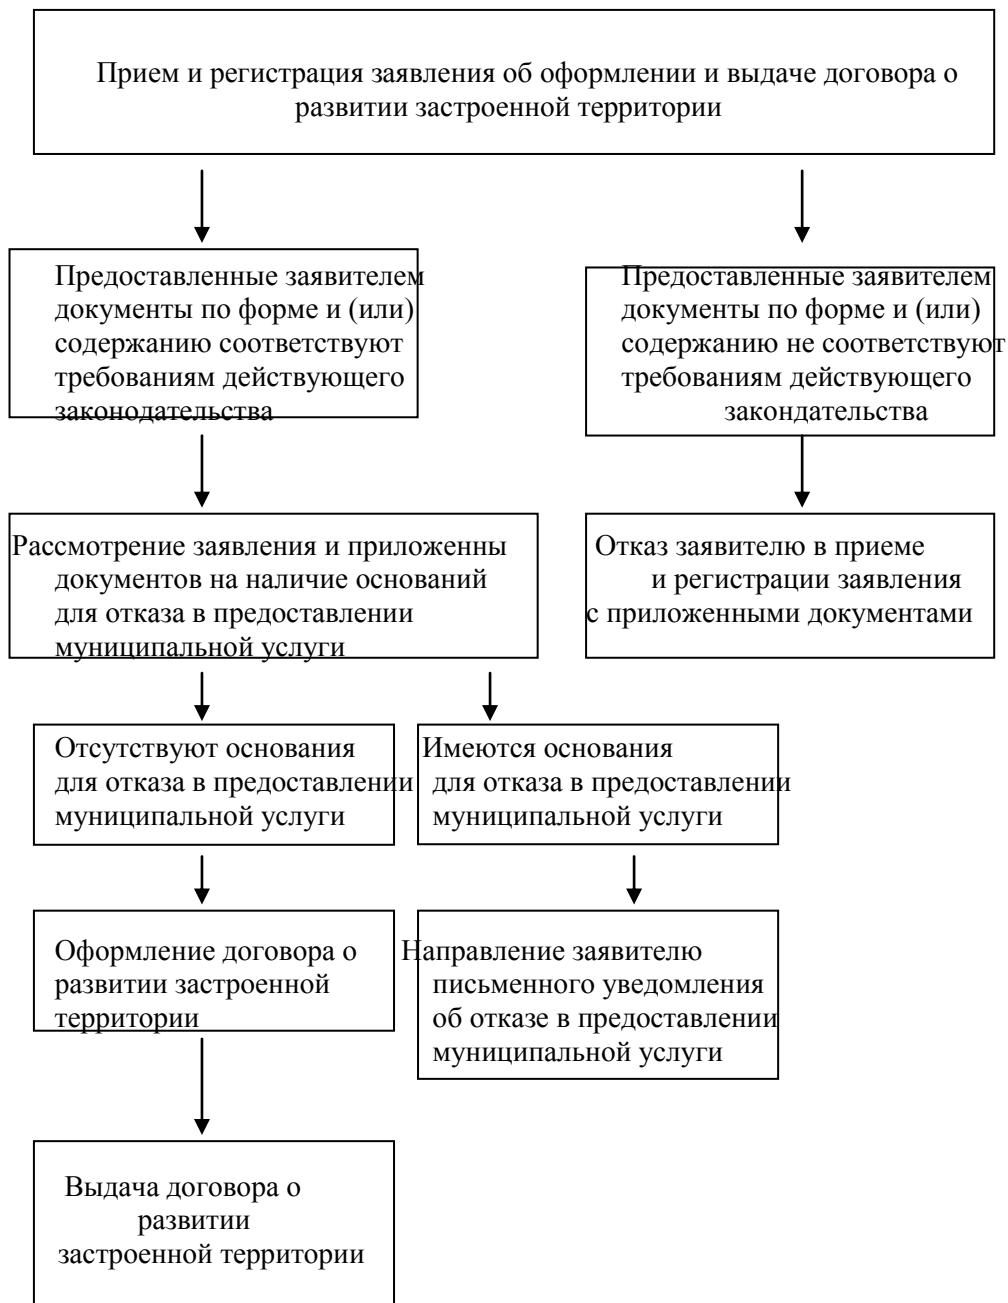 Прием и регистрация заявления об оформлении и выдаче договора о
развитии застроенной территории
Предоставленные заявителем
документы по форме и (или)
содержанию соответствуют
требованиям действующего
законодательства
Предоставленные заявителем
документы по форме и (или)
содержанию не соответствуют
требованиям действующего
закондательства
Рассмотрение заявления и приложенны
документов на наличие оснований
для отказа в предоставлении
муниципальной услуги
Отказ заявителю в приеме
и регистрации заявления
с приложенными документами
Отсутствуют основания
для отказа в предоставлении
муниципальной услуги
Имеются основания
для отказа в предоставлении
муниципальной услуги
Оформление договора о
развитии застроенной
территории
Направление заявителю
письменного уведомления
об отказе в предоставлении
муниципальной услуги
Выдача договора о
развитии
застроенной территории